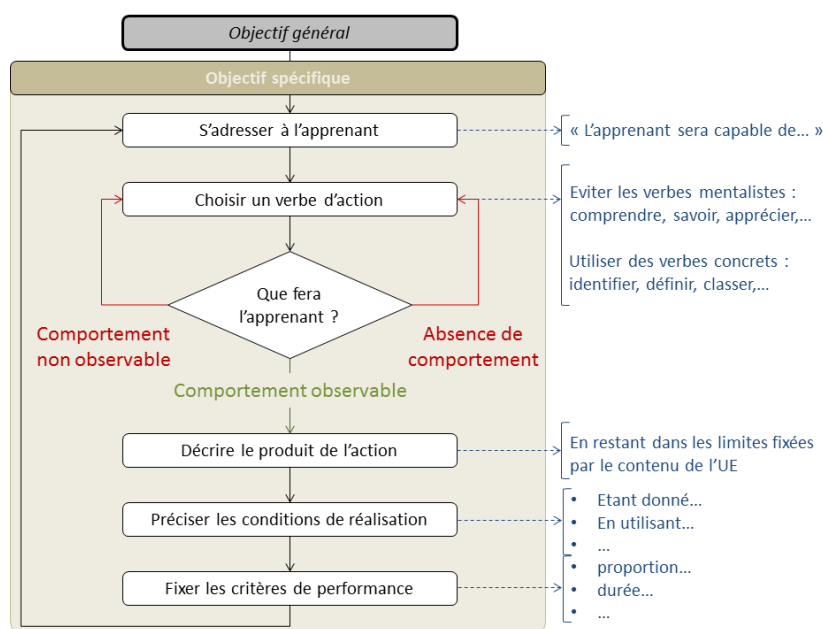 Objectif général
Objectif spécifique
S'adresser à l'apprenant
« L'apprenant sera capable de... »
Choisir un verbe d'action
Eviter les verbes mentalistes :
comprendre, savoir, apprécier,...
Utiliser des verbes concrets :
identifier, définir, classer,...
Que fera
l'apprenant ?
Comportement
non observable
Absence de
comportement
Comportement observable
Décrire le produit de l'action
En restant dans les limites fixées
par le contenu de l'UE
Préciser les conditions de réalisation
• Etant donné...
• En utilisant...
• ...
Fixer les critères de performance
• proportion...
• durée...
• ...